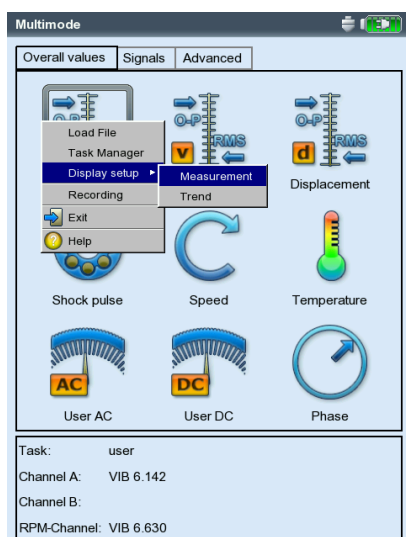 Multimode
Overall values Signals Advanced
O-P
O-P
RMS
v
O-P
RMS
d
Load File
Task Manager
Display setup
Measurement
Displacement
Recording
Trend
Exit
Help
Shock pulse Speed Temperature
AC DC
User AC User DC Phase
Task: user
Channel A: VIB 6.142
Channel B:
RPM-Channel: VIB 6.630